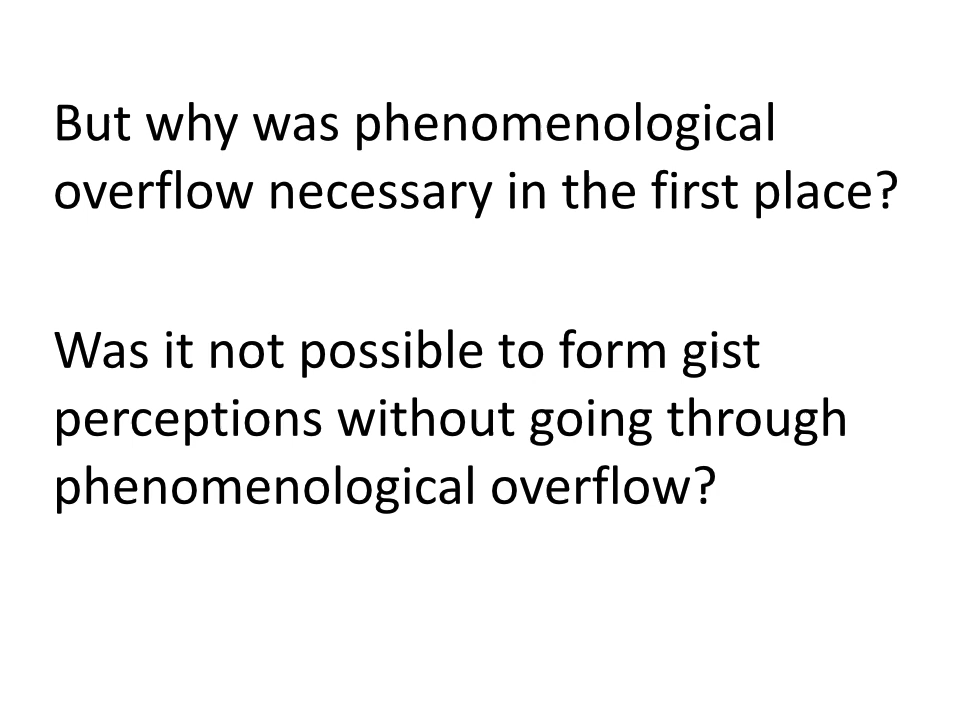 But why was phenomenological
overflow necessary in the first place?
Was it not possible to form gist
perceptions without going through
phenomenological overflow?